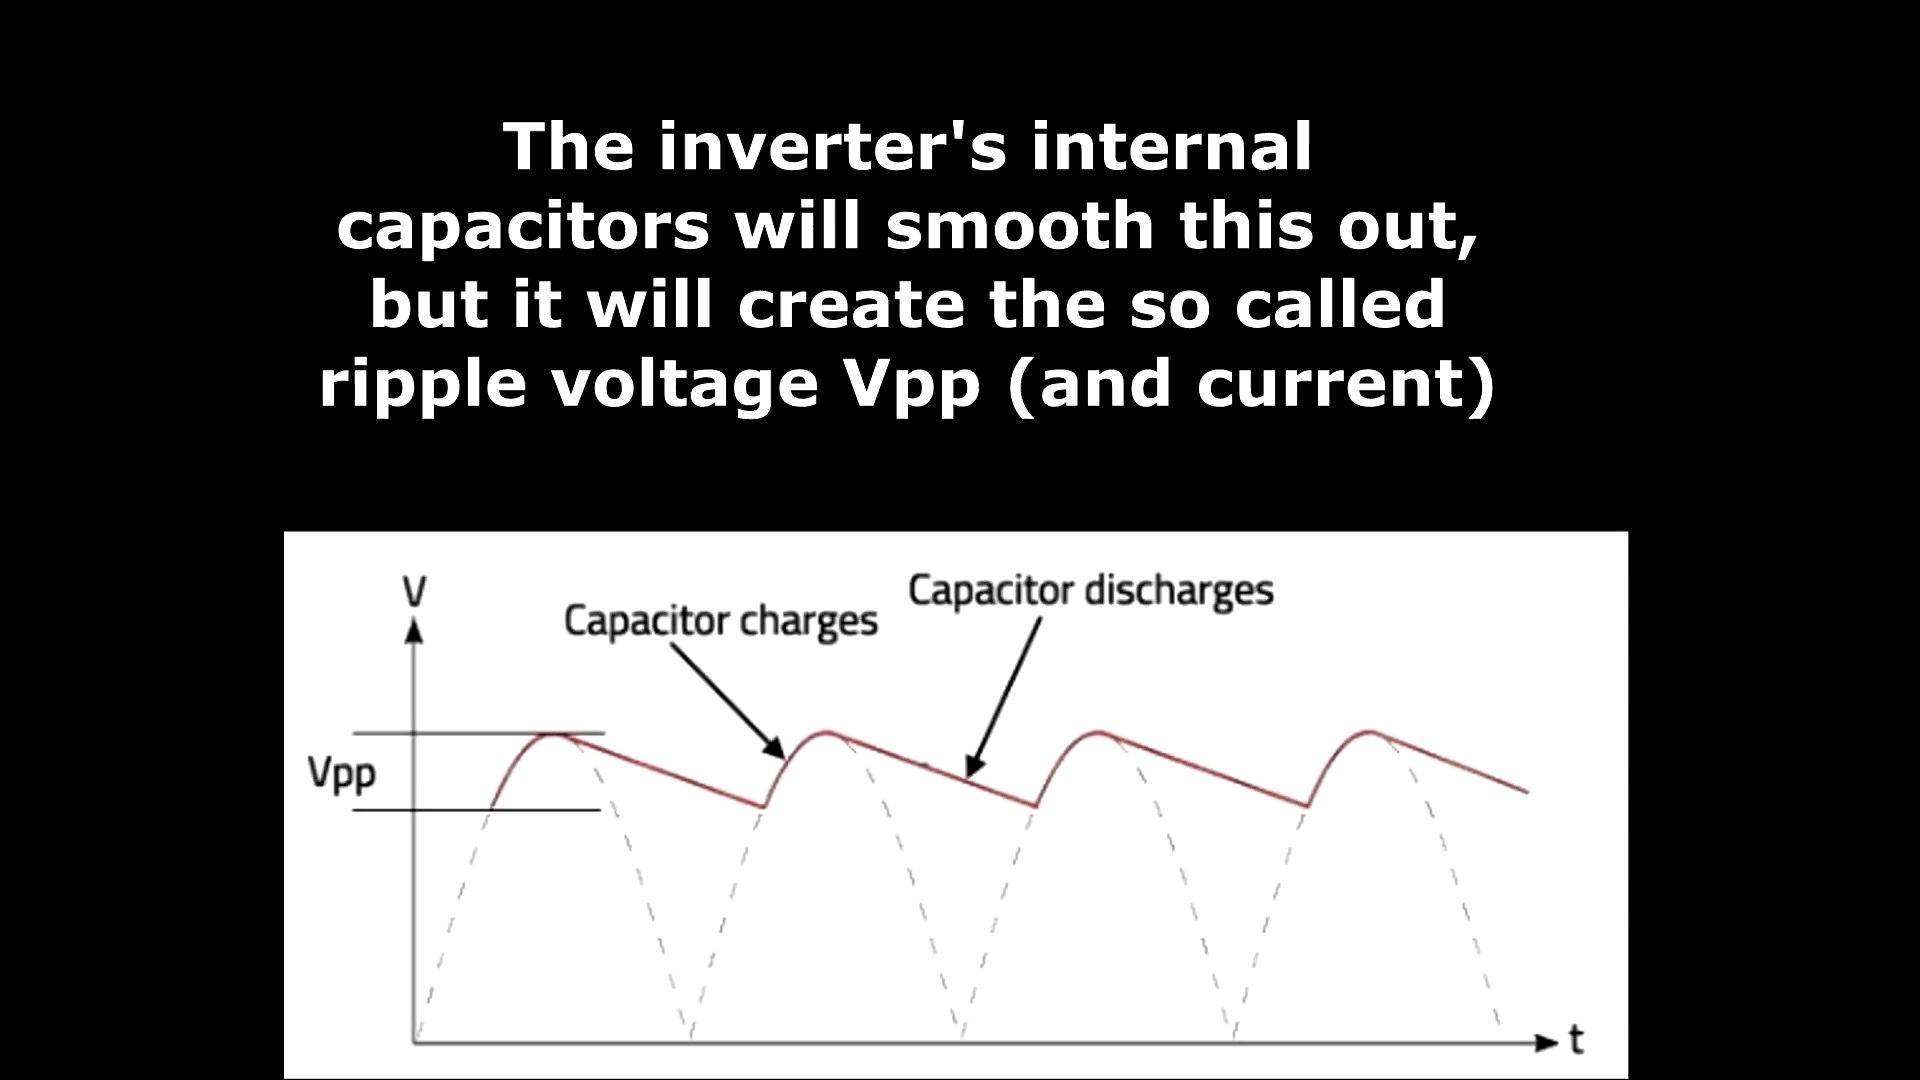 The inverter's internal
capacitors will smooth this out,
but it will create the so called
ripple voltage Vpp (and current)
V
Capacitor charges
Capacitor discharges
Vpp
t